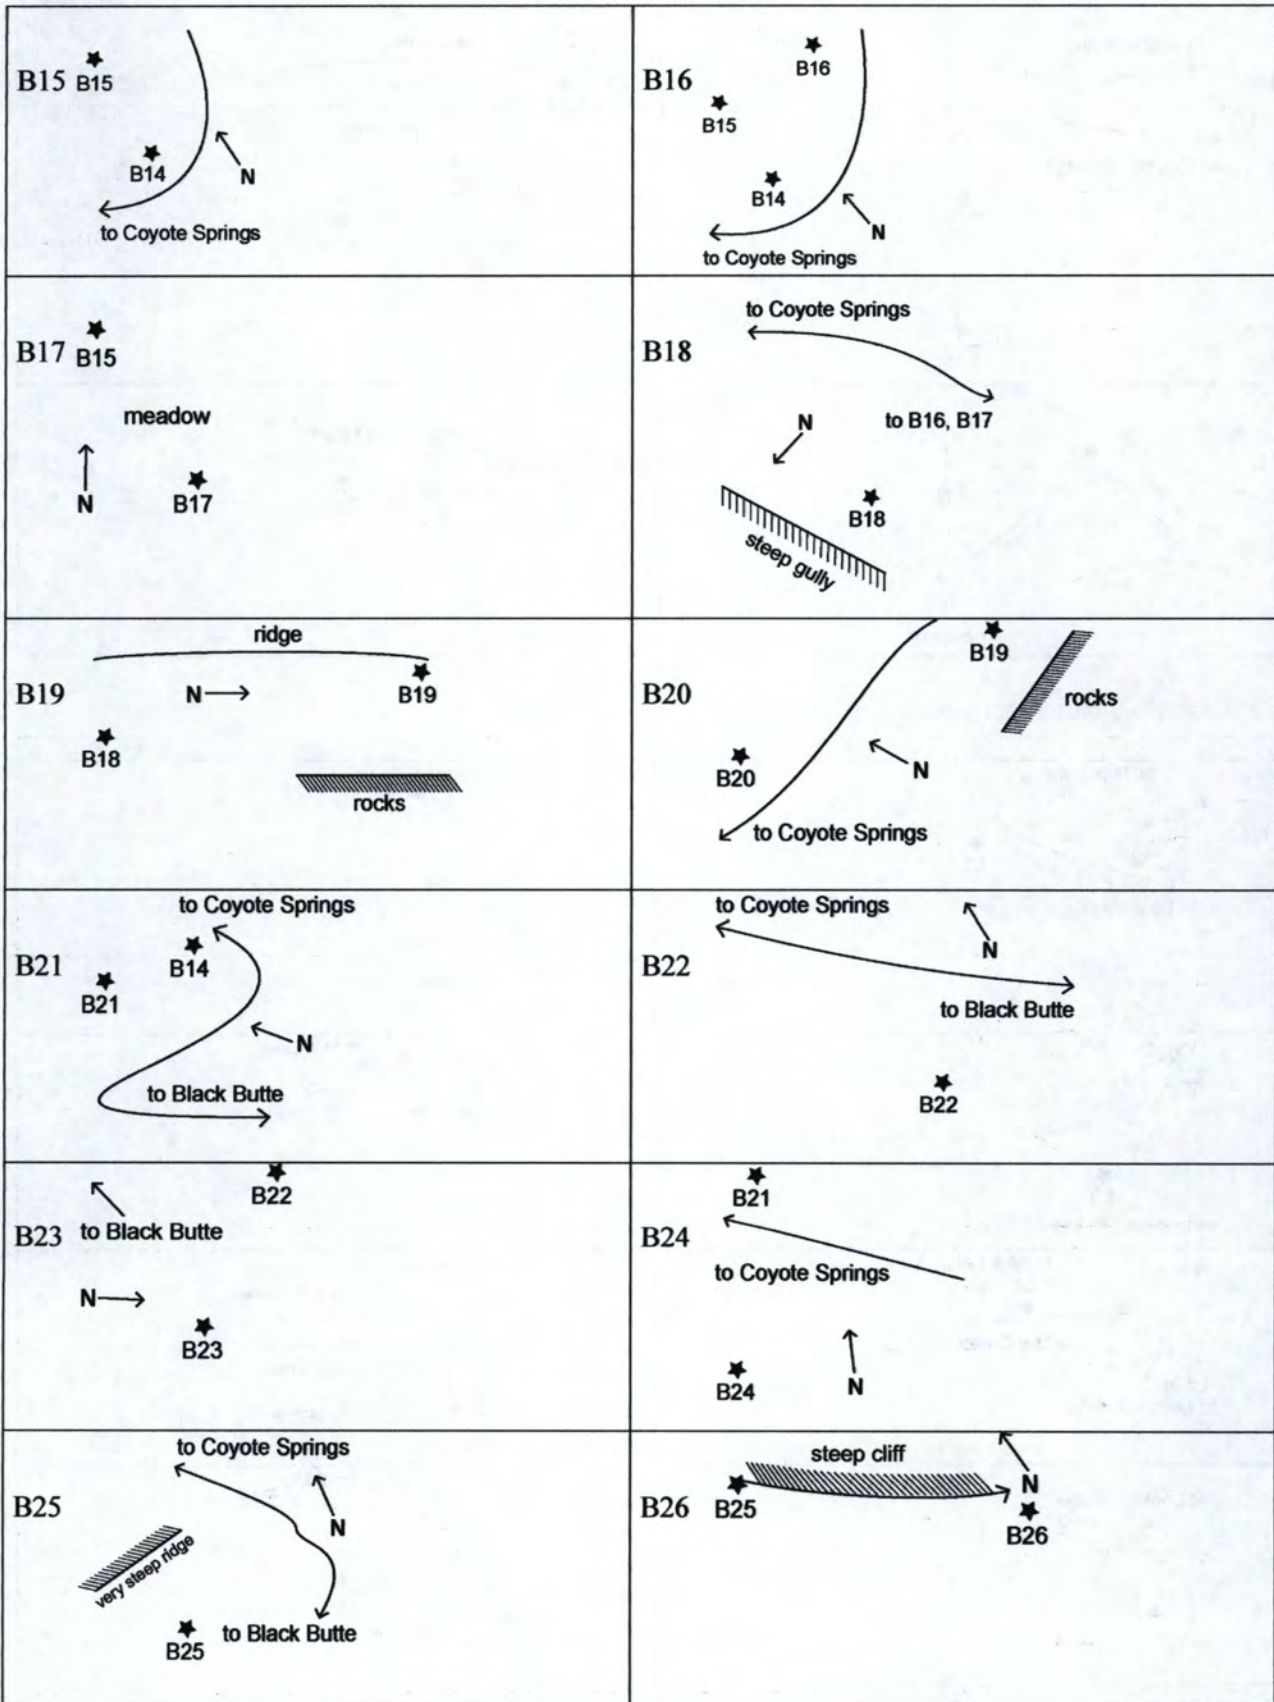 B15
B15
B14
N
to Coyote Springs
B16
B16
B15
B14
N
to Coyote Springs
B17
B15
meadow
N
B17
B18
to Coyote Springs
to B16, B17
N
B18
steep gully
B19
ridge
N
B19
B18
rocks
B20
B19
rocks
N
B20
to Coyote Springs
B21
to Coyote Springs
B14
B21
N
to Black Butte
B22
to Coyote Springs
N
to Black Butte
B22
B23
B22
to Black Butte
N
B23
B24
B21
to Coyote Springs
B24
N
B25
to Coyote Springs
N
very steep ridge
to Black Butte
B25
B26
steep cliff
N
B25
B26